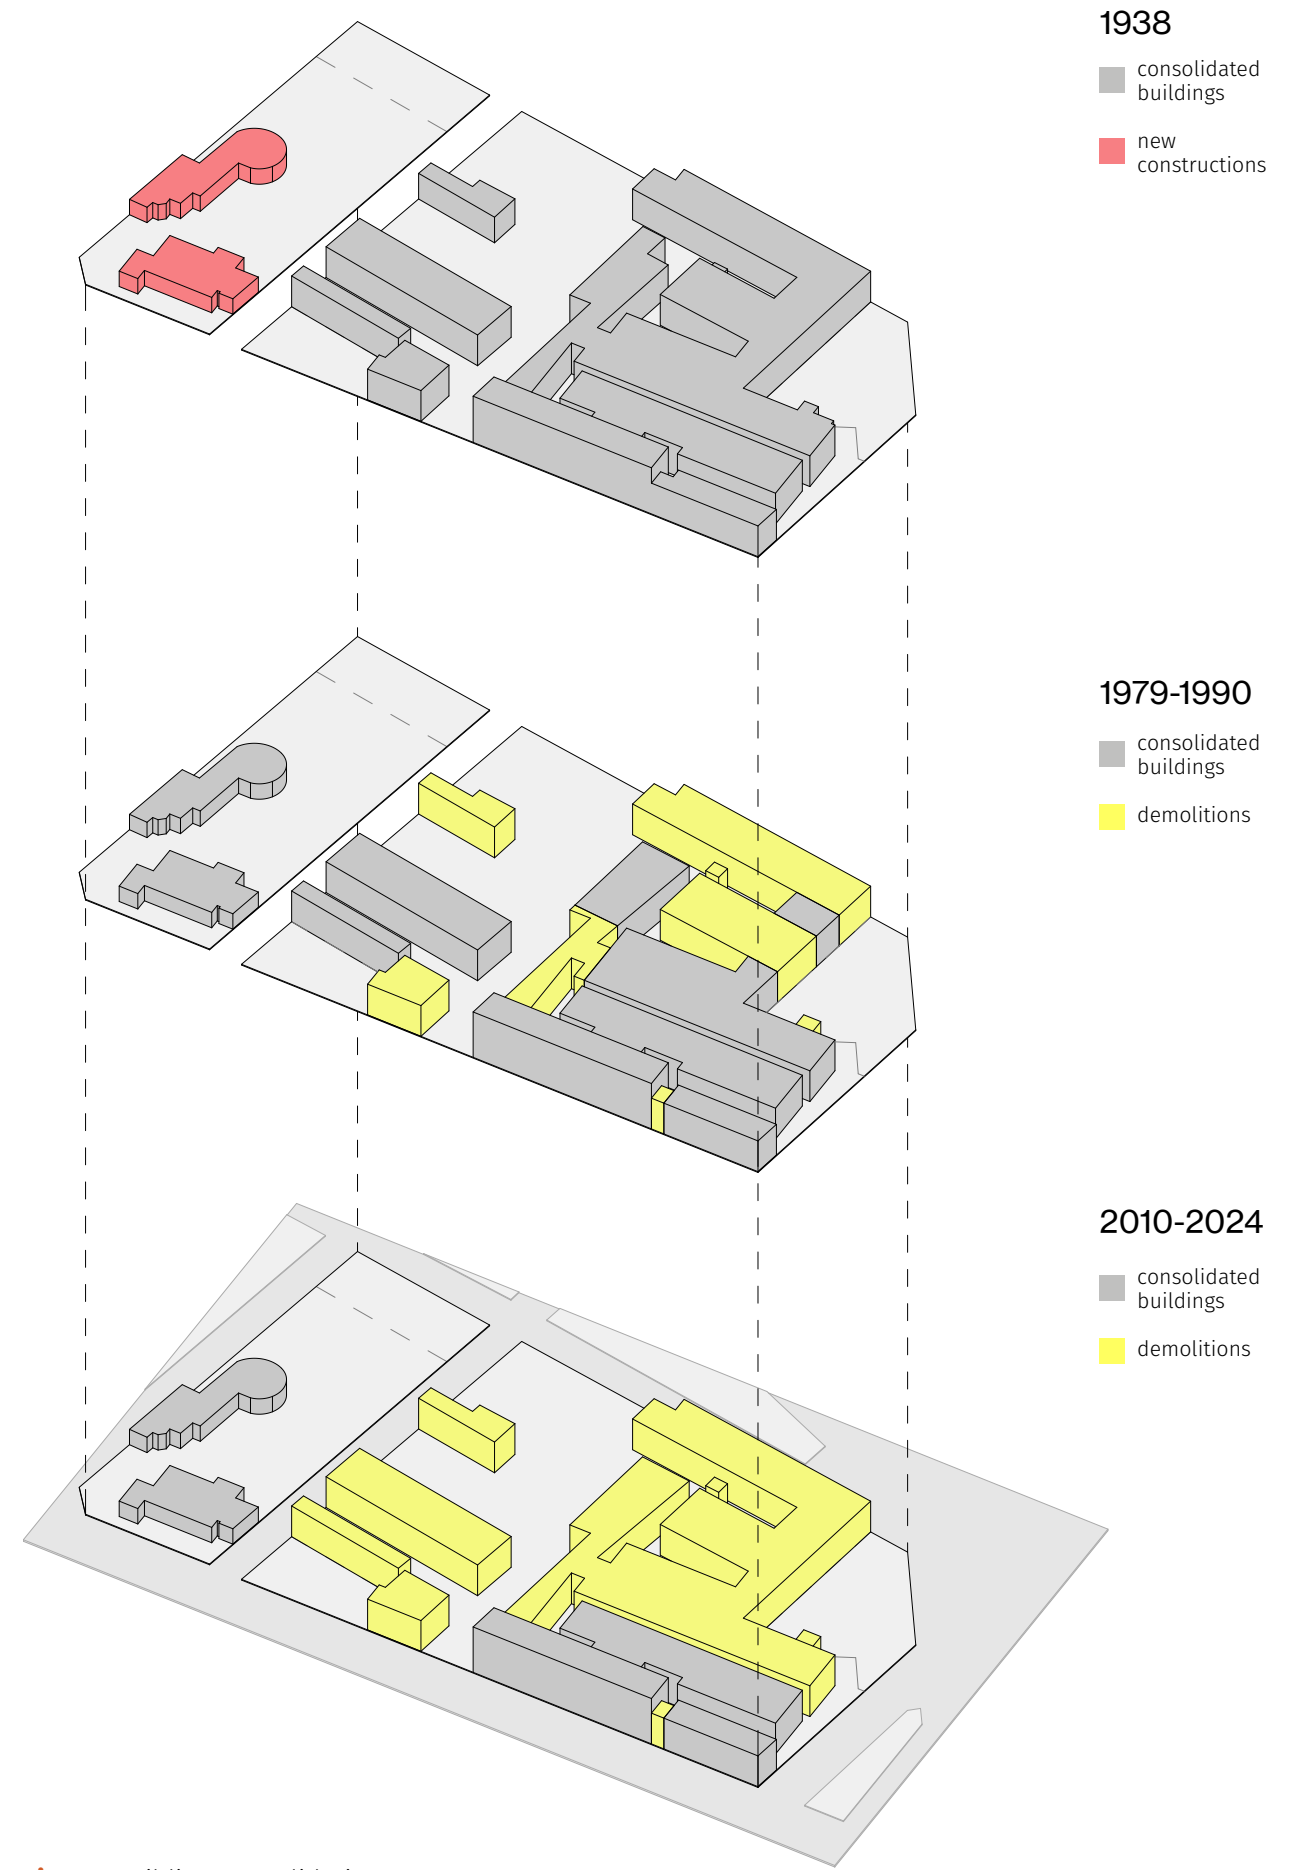 1938
consolidated
buildings
new
constructions
1979-1990
consolidated
buildings
demolitions
2010-2024
consolidated
buildings
demolitions